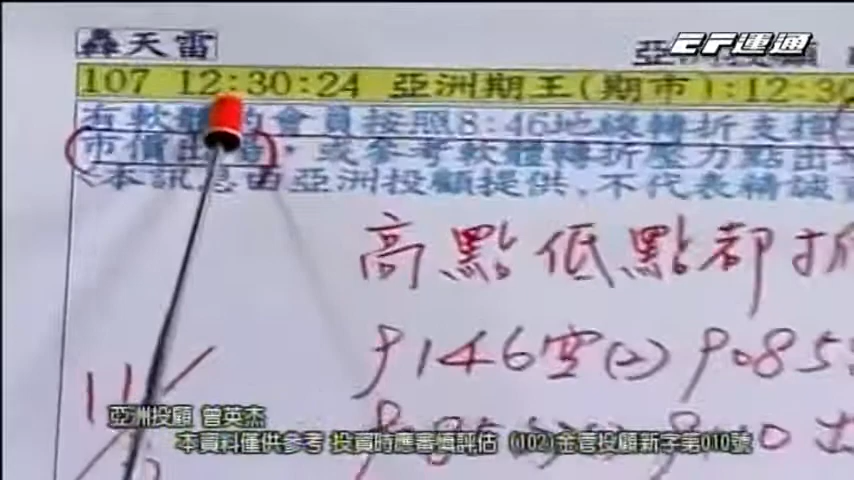 轟天雷
EF運通
107 12:30:24 亞洲期王(期市):12:30
有軟體的會員按照8:46地線轉折支撐
市價出場,或參考軟體轉折壓力點出
<本訊息由亞洲投顧提供,不代表精誠
高點低點都抓
9146空(2) 9085
亞洲投顧 曾英杰
本資料僅供參考 投資時應審慎評估 (102)金管投顧新字第010號